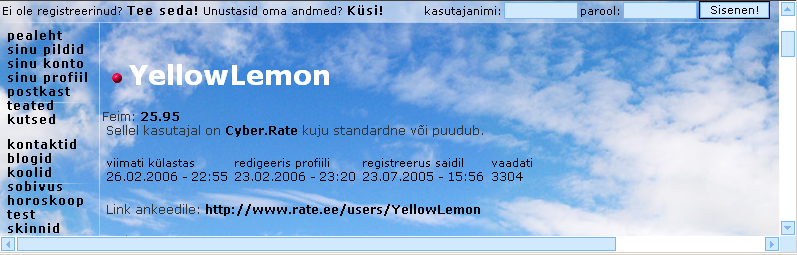 Ei ole registreerinud? Tee seda! Unustasid oma andmed? Küsi! kasutajanimi: parool: Sisenen!
pealeht
sinu pildid
sinu konto
sinu profiil
postkast
teated
kutsed
kontaktid
blogid
koolid
sobivus
horoskoop
test
skinnid
YellowLemon
Feim: 25.95
Sellel kasutajal on Cyber.Rate kuju standardne või puudub.
viimati külastas redigeeris profiili registreerus saidil vaadati
26.02.2006 - 22:55 23.02.2006 - 23:20 23.07.2005 - 15:56 3304
Link ankeedile: http://www.rate.ee/users/YellowLemon